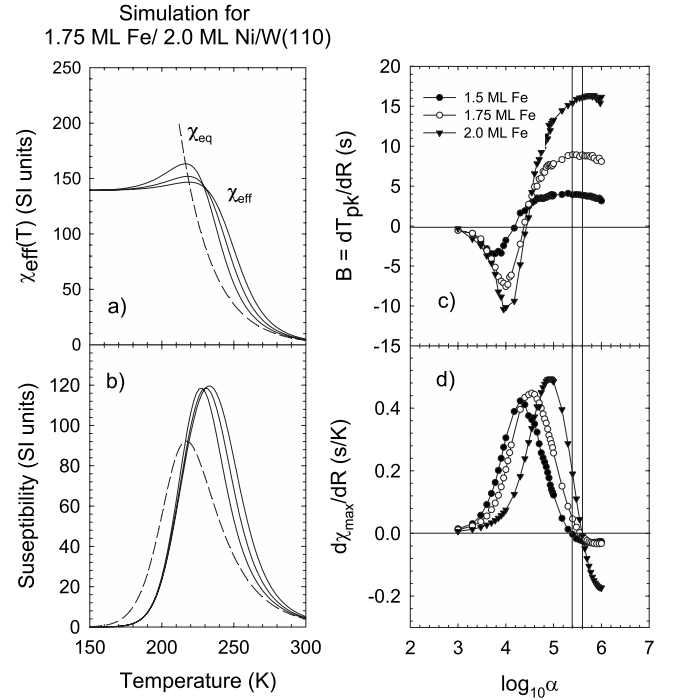 Simulation for
1.75 ML Fe/ 2.0 ML Ni/W(110)
250
200
150
100
50
0
χeff(T) (SI units)
χeq
χeff
a)
120
100
80
60
40
20
0
Suseptibility (SI units)
b)
150 200 250 300
Temperature (K)
20
15
10
5
0
-5
-10
-15
B = dTpk/dR (s)
1.5 ML Fe
1.75 ML Fe
2.0 ML Fe
c)
0.4
0.2
0.0
-0.2
dχmax/dR (s/K)
d)
2 3 4 5 6 7
log10α